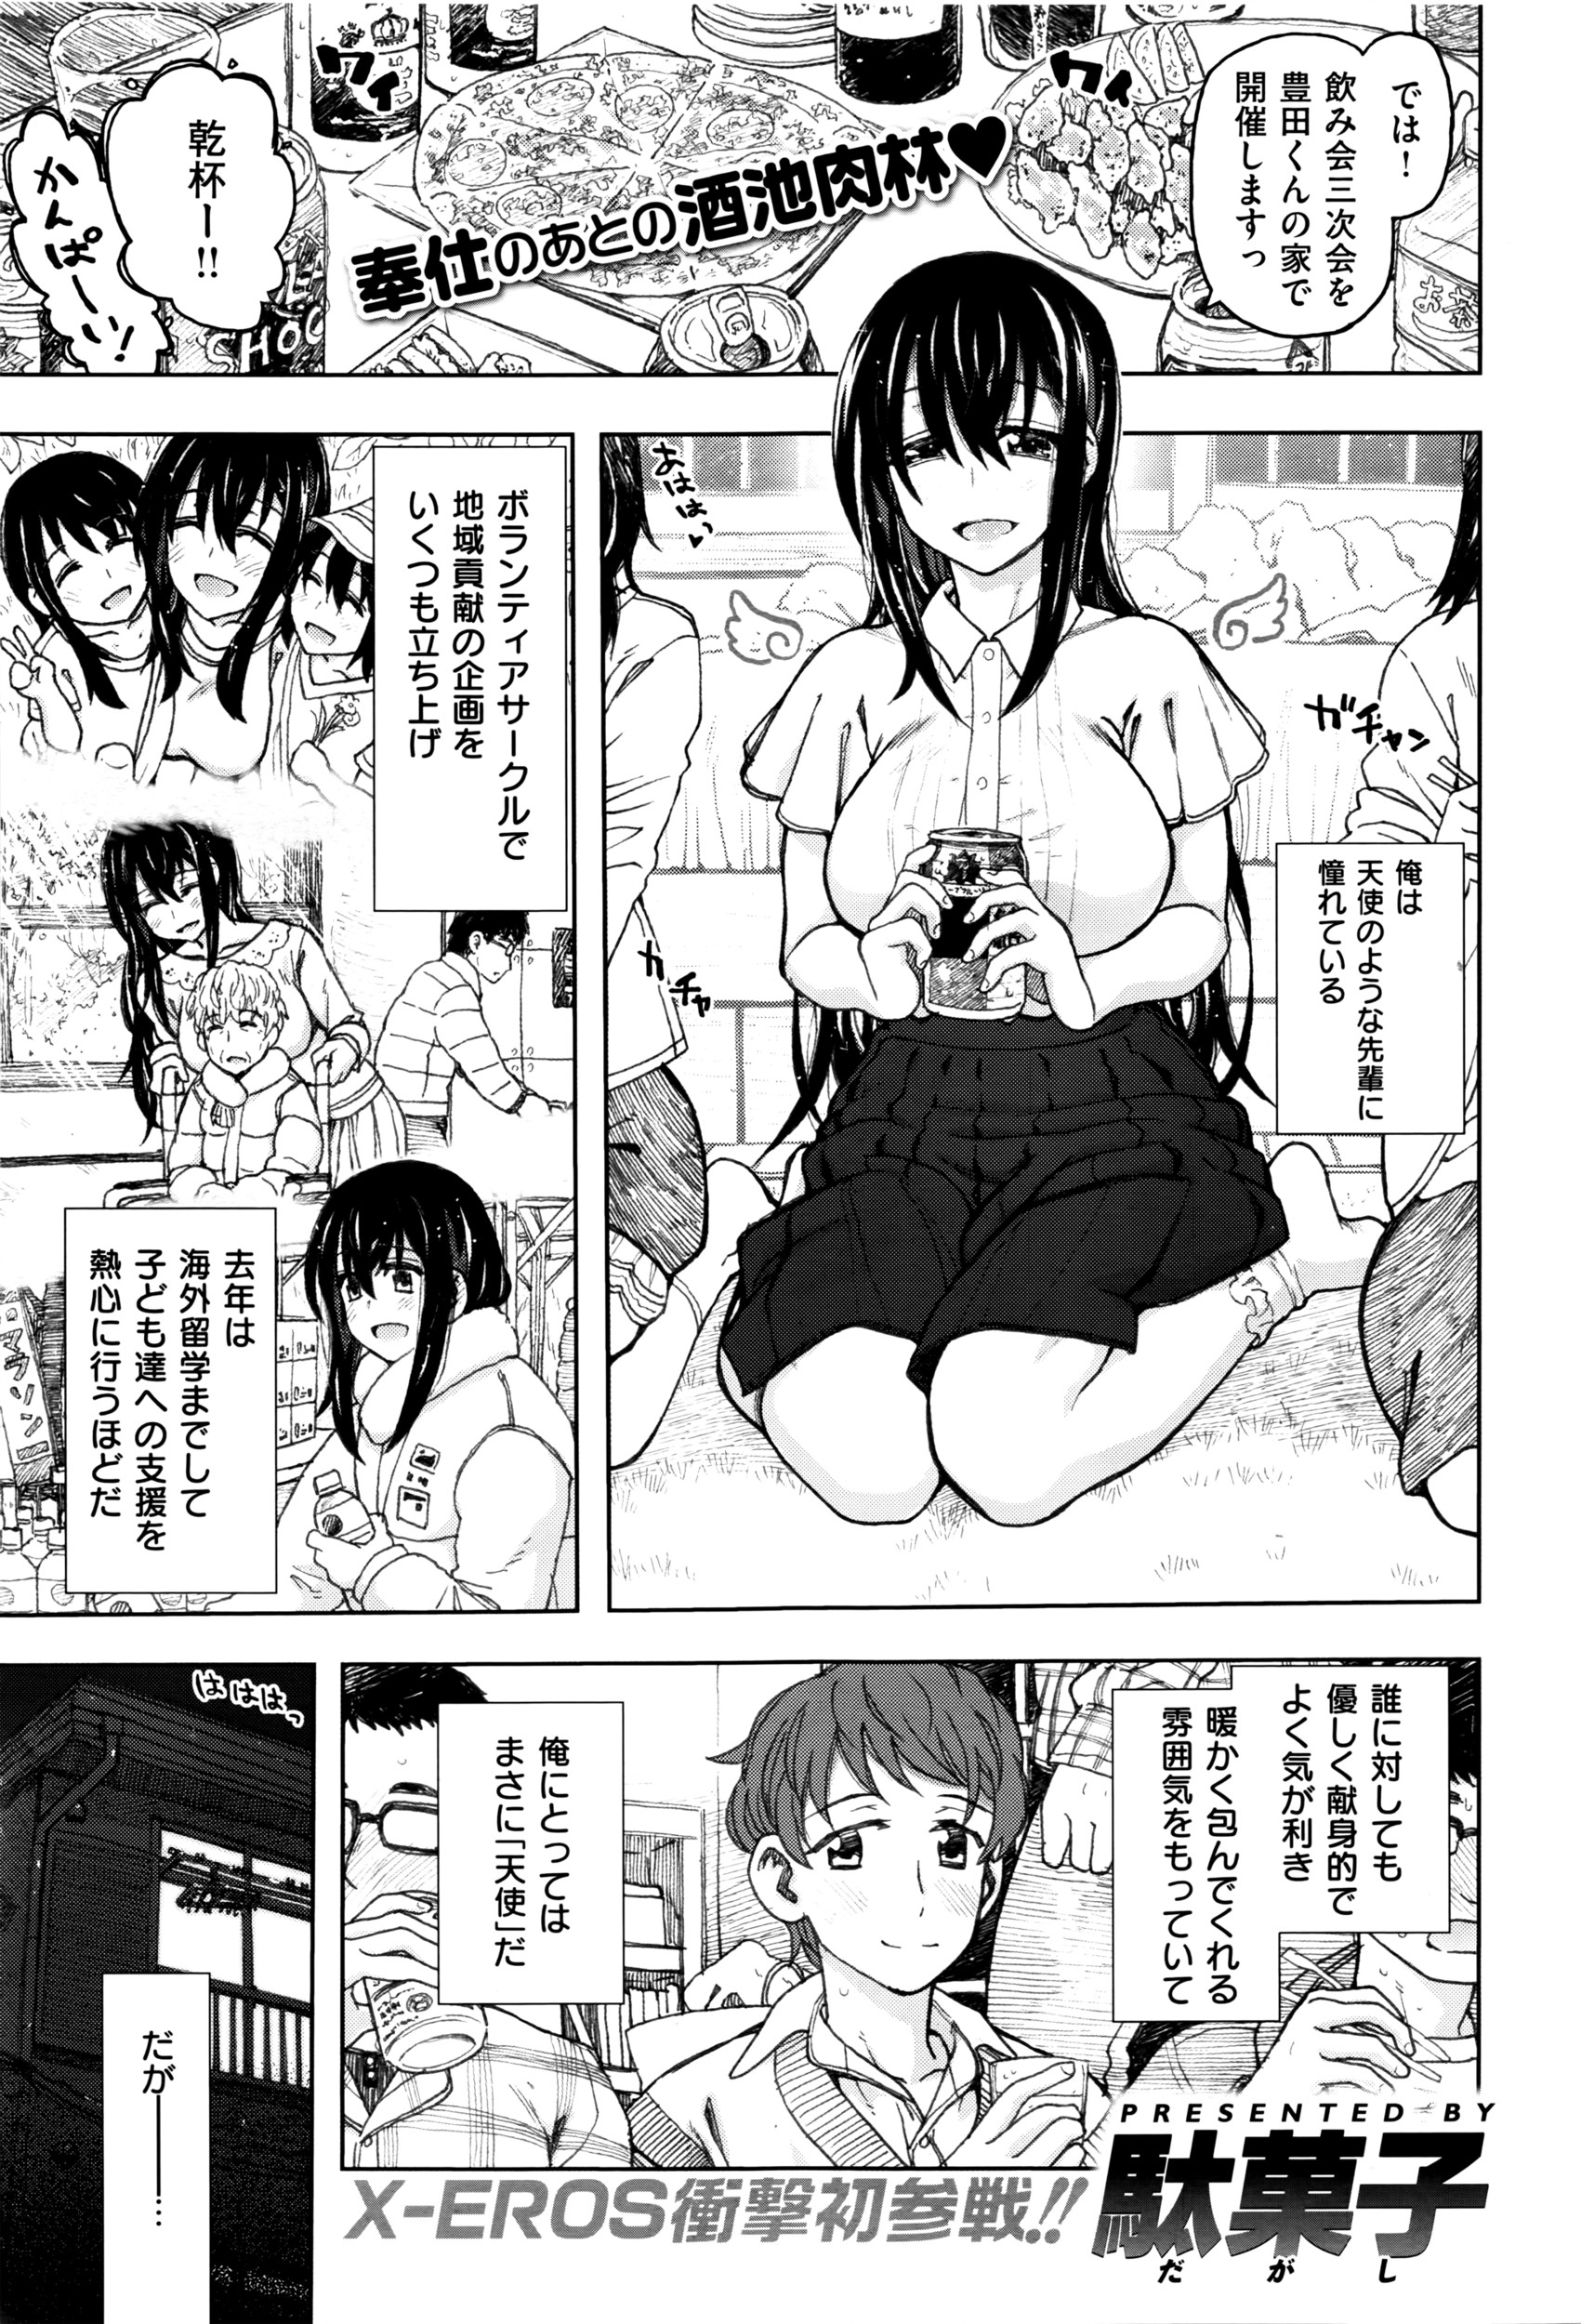 では！
飲み会三次会を
豊田くんの家で
開催しますっ
ワイ
ワイ
お茶
奉仕のあとの酒池肉林♥
乾杯ー!!
かんぱーい！
CHOC
あはは
ガチャン
ガチャ
俺は
天使のような先輩に
憧れている
ボランティアサークルで
地域貢献の企画を
いくつも立ち上げ
去年は
海外留学までして
子ども達への支援を
熱心に行うほどだ
マラソン
誰に対しても
優しく献身的で
よく気が利き
暖かく包んでくれる
雰囲気をもっていて
俺にとっては
まさに「天使」だ
はははっ
だが――…
PRESENTED BY
駄菓子
だがし
X-EROS衝撃初参戦!!